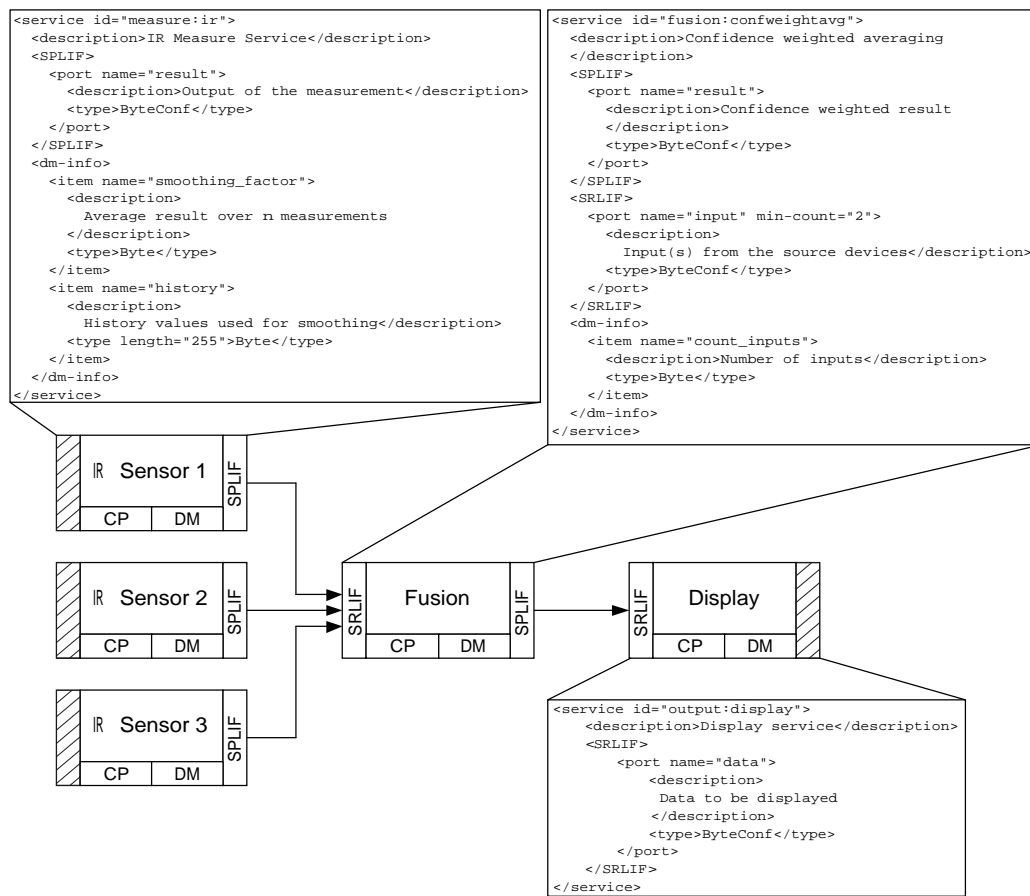 <service id="measure:ir">
<description>IR Measure Service</description>
<SPLIF>
<port name="result">
<description>Output of the measurement</description>
<type>ByteConf</type>
</port>
</SPLIF>
<dm-info>
<item name="smoothing_factor">
<description>
Average result over n measurements
</description>
<type>Byte</type>
</item>
<item name="history">
<description>
History values used for smoothing</description>
<type length="255">Byte</type>
</item>
</dm-info>
</service>
<service id="fusion:confweightavg">
<description>Confidence weighted averaging
</description>
<SPLIF>
<port name="result">
<description>Confidence weighted result
</description>
<type>ByteConf</type>
</port>
</SPLIF>
<SRLIF>
<port name="input" min-count="2">
<description>
Input(s) from the source devices</description>
<type>ByteConf</type>
</port>
</SRLIF>
<dm-info>
<item name="count_inputs">
<description>Number of inputs</description>
<type>Byte</type>
</item>
</dm-info>
</service>
IR Sensor 1
CP DM
SPLIF
IR Sensor 2
CP DM
SPLIF
IR Sensor 3
CP DM
SPLIF
SRLIF
Fusion
CP DM
SPLIF
SRLIF
Display
CP DM
<service id="output:display">
<description>Display service</description>
<SRLIF>
<port name="data">
<description>
Data to be displayed
</description>
<type>ByteConf</type>
</port>
</SRLIF>
</service>